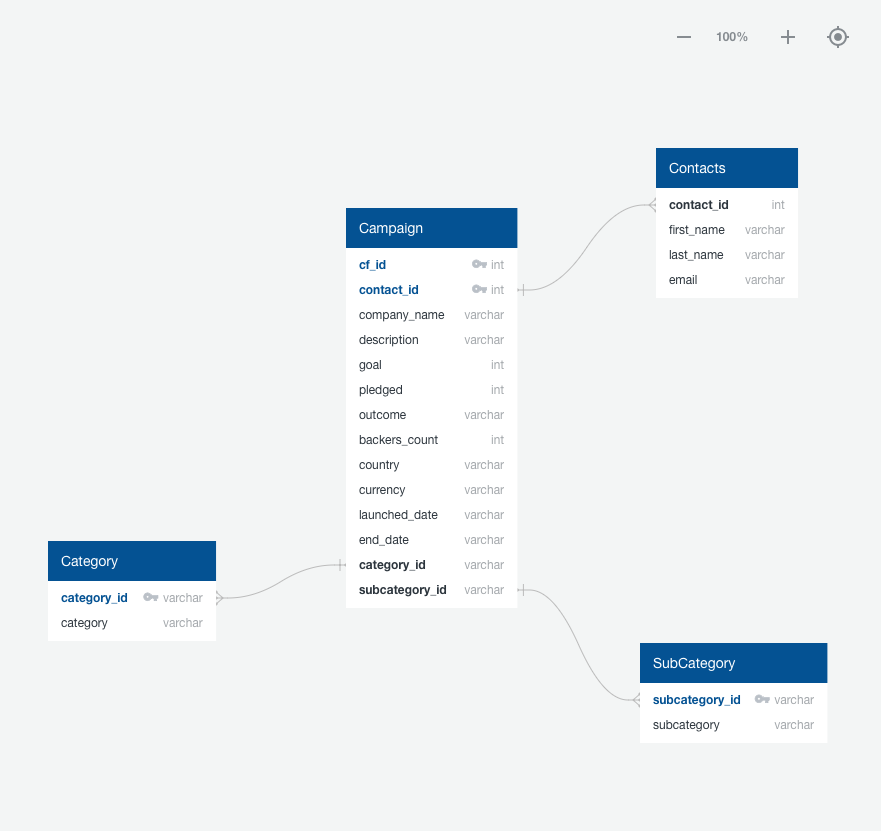 100%
Contacts
contact_id int
first_name varchar
last_name varchar
email varchar
Campaign
cf_id int
contact_id int
company_name varchar
description varchar
goal int
pledged int
outcome varchar
backers_count int
country varchar
currency varchar
launched_date varchar
end_date varchar
category_id varchar
subcategory_id varchar
Category
category_id varchar
category varchar
SubCategory
subcategory_id varchar
subcategory varchar